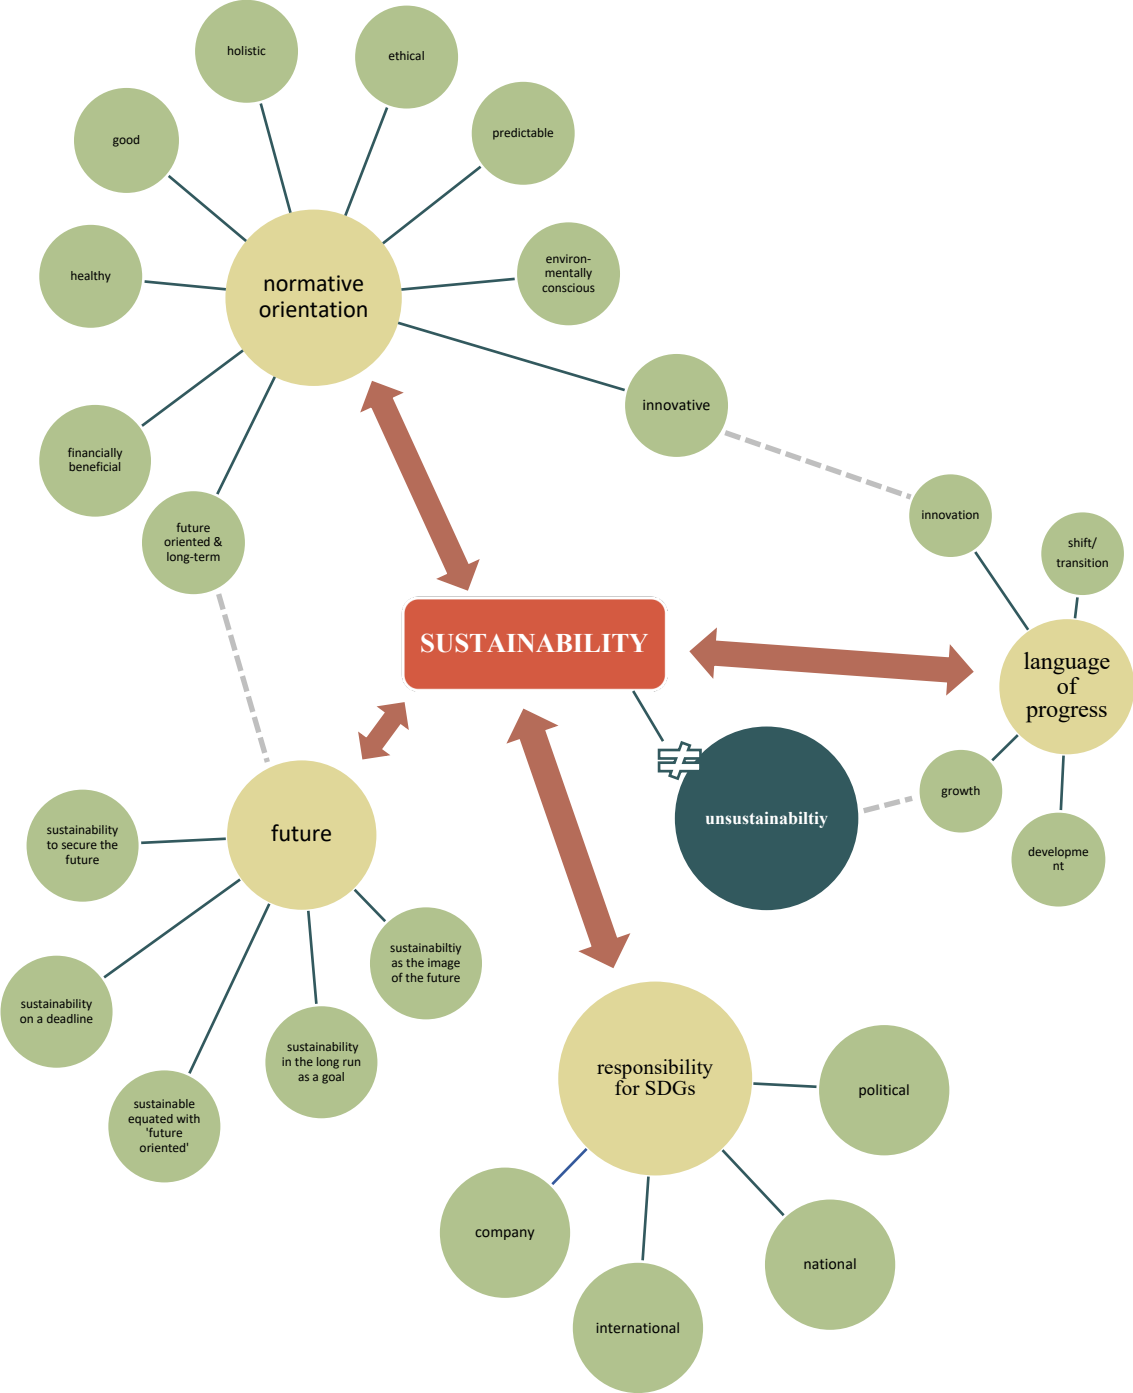 holistic
ethical
good
predictable
healthy
normative
orientation
environ-
mentally
conscious
innovative
financially
beneficial
future
oriented &
long-term
innovation
shift/
transition
SUSTAINABILITY
language
of
progress
≠
unsustainabiltiy
growth
developme
nt
future
sustainability
to secure the
future
sustainabiltiy
as the image
of the future
sustainability
on a deadline
sustainability
in the long run
as a goal
sustainable
equated with
'future
oriented'
responsibility
for SDGs
political
company
national
international